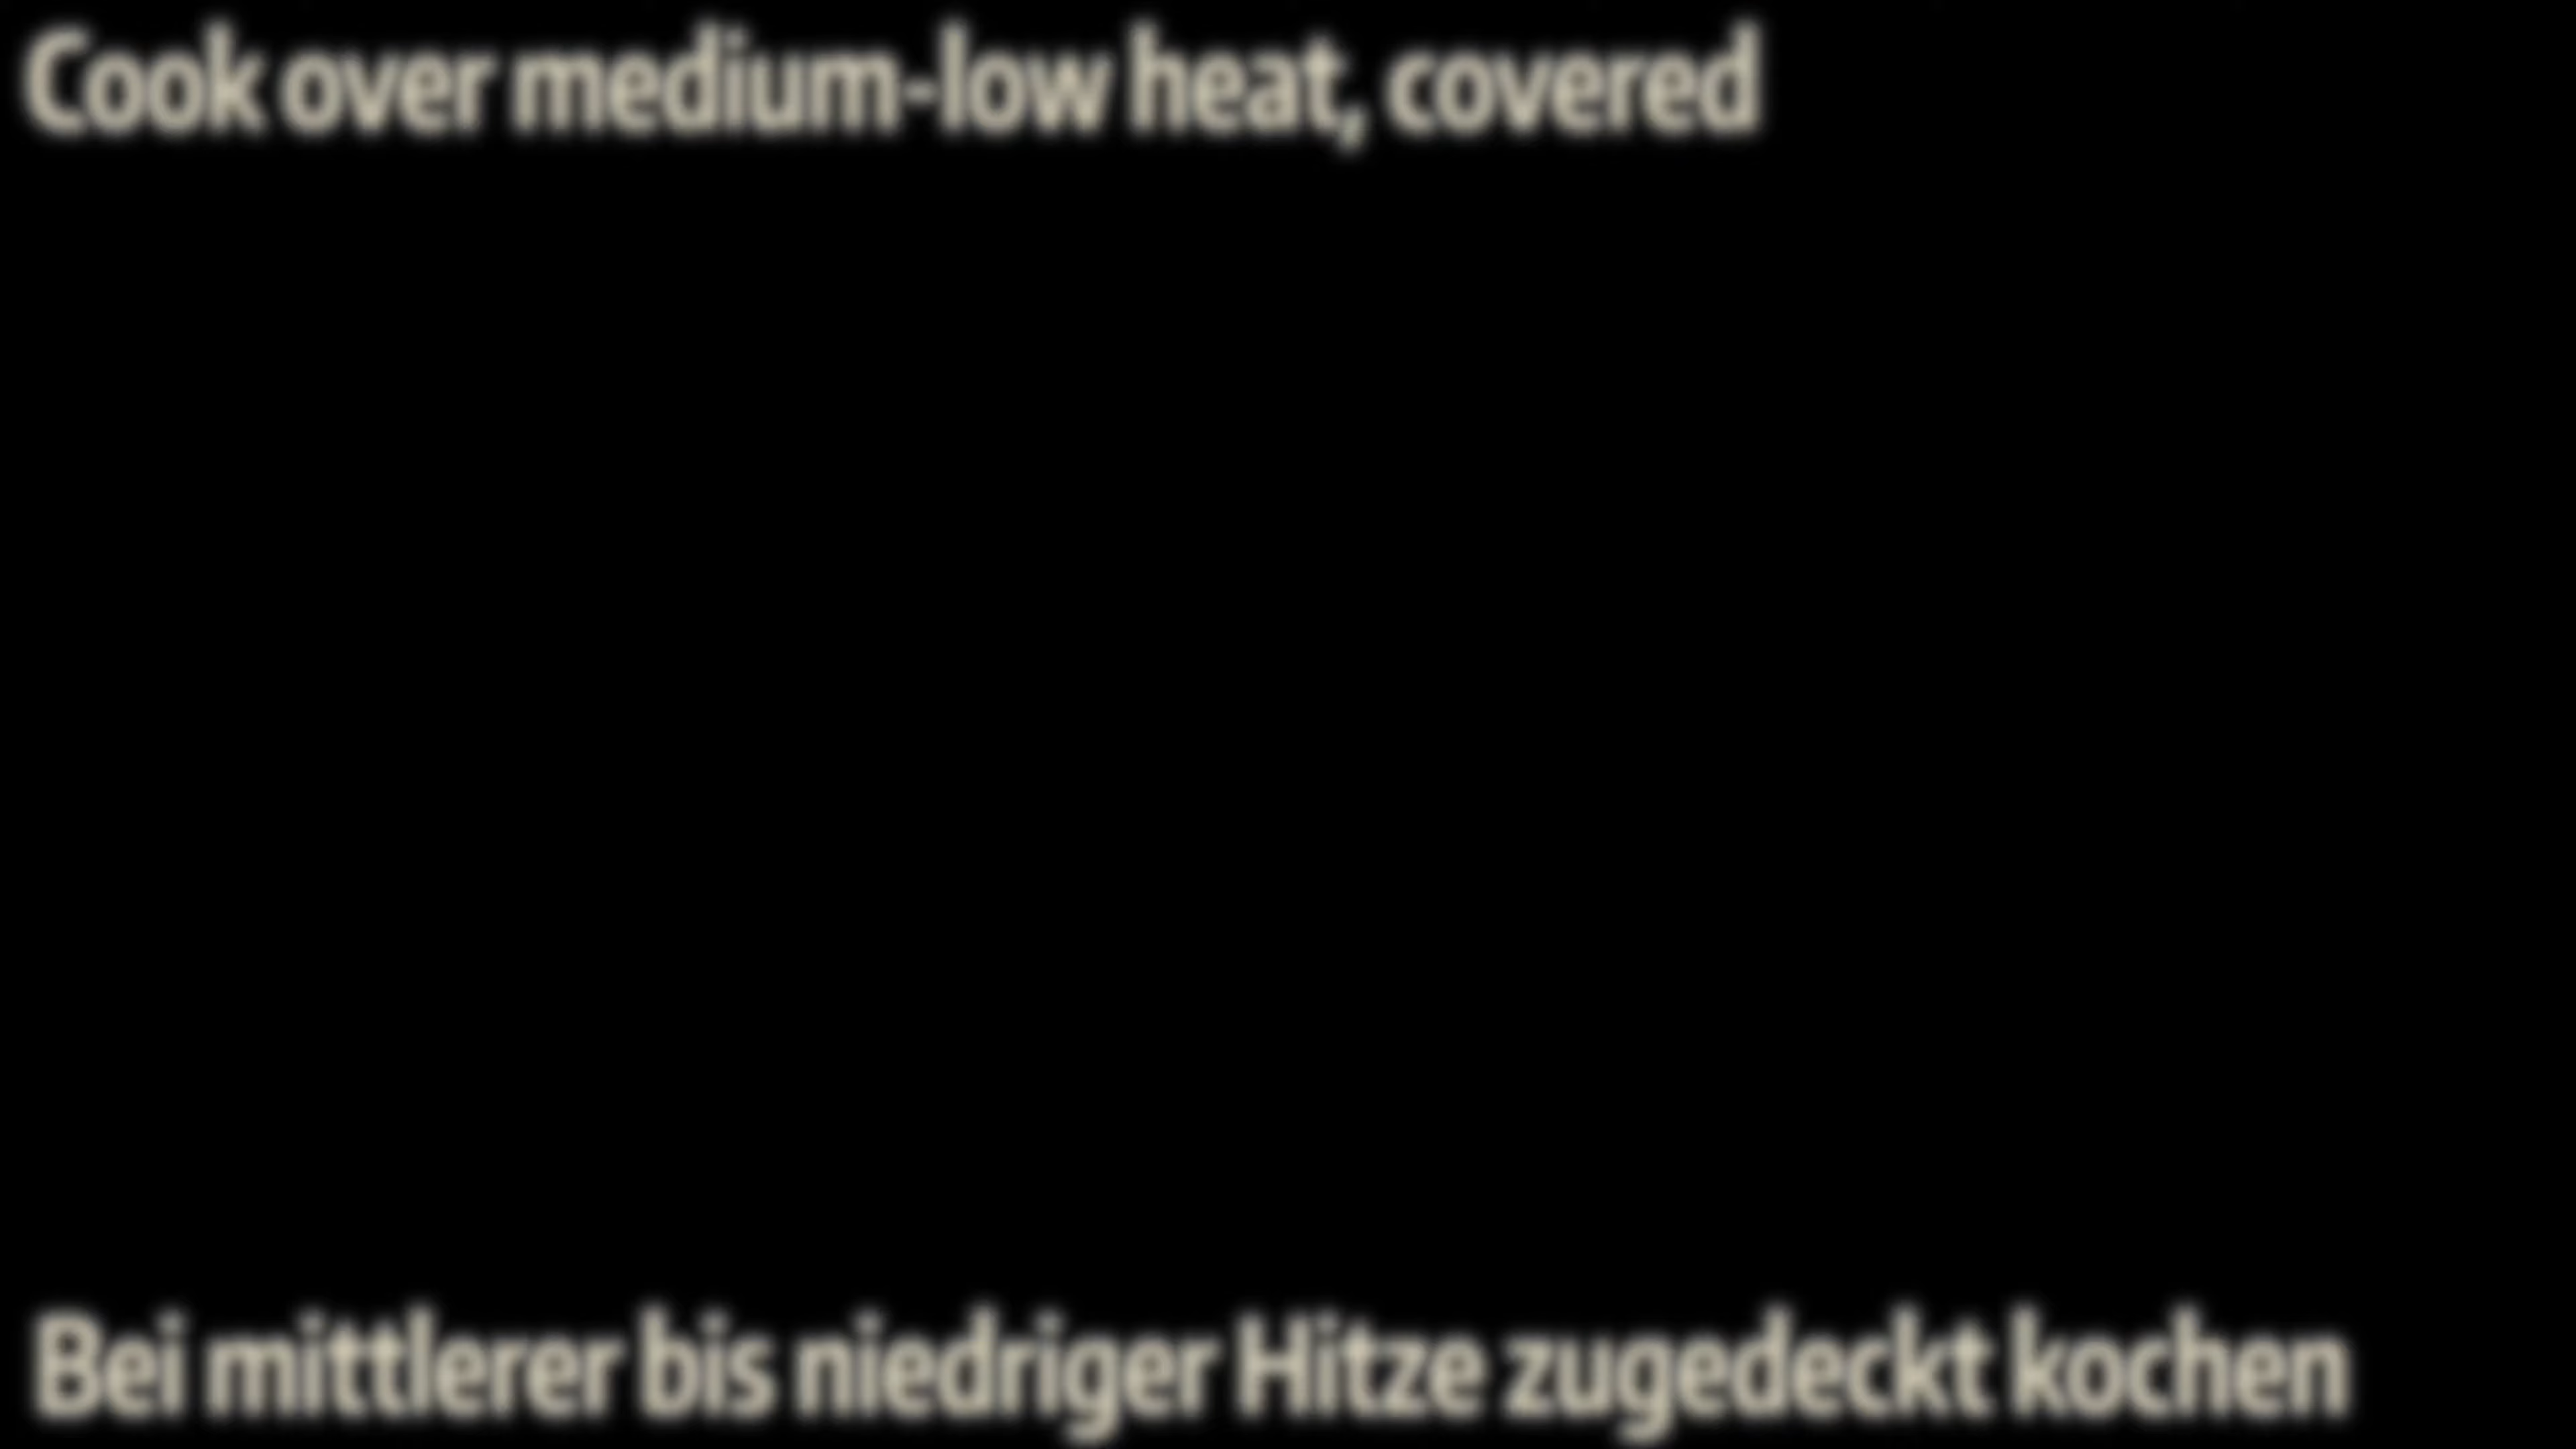 Cook over medium-low heat, covered
Bei mittlerer bis niedriger Hitze zugedeckt kochen